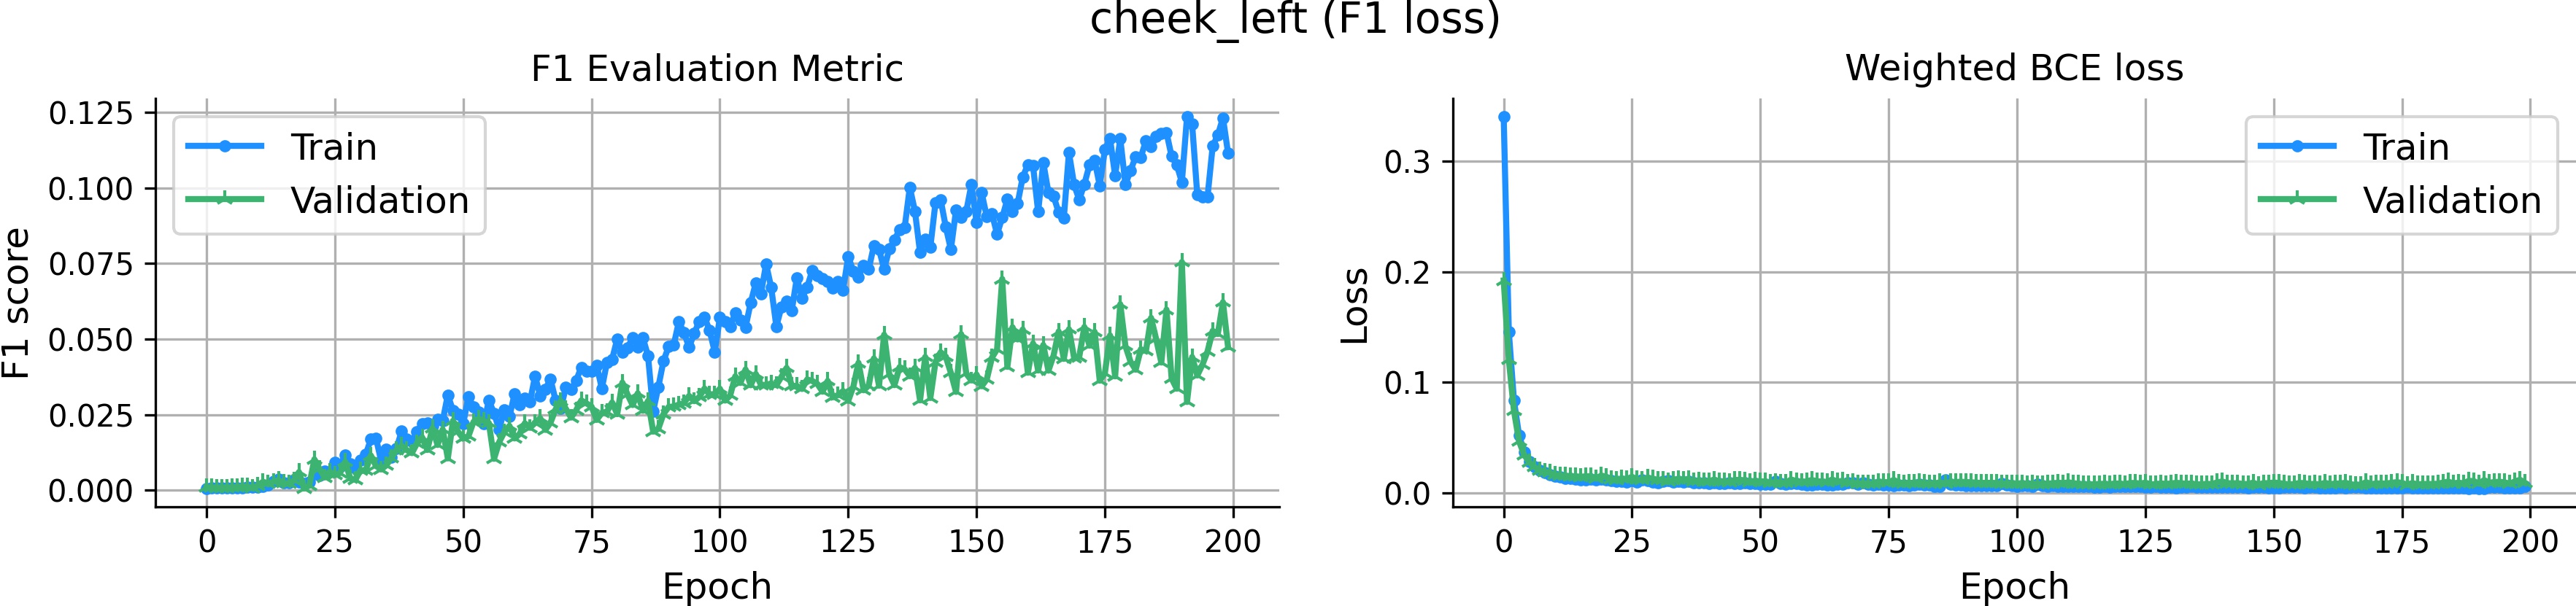 cheek_left (F1 loss)
F1 Evaluation Metric
F1 score
0.125
0.100
0.075
0.050
0.025
0.000
Train
Validation
0 25 50 75 100 125 150 175 200
Epoch
Weighted BCE loss
Loss
0.3
0.2
0.1
0.0
Train
Validation
0 25 50 75 100 125 150 175 200
Epoch